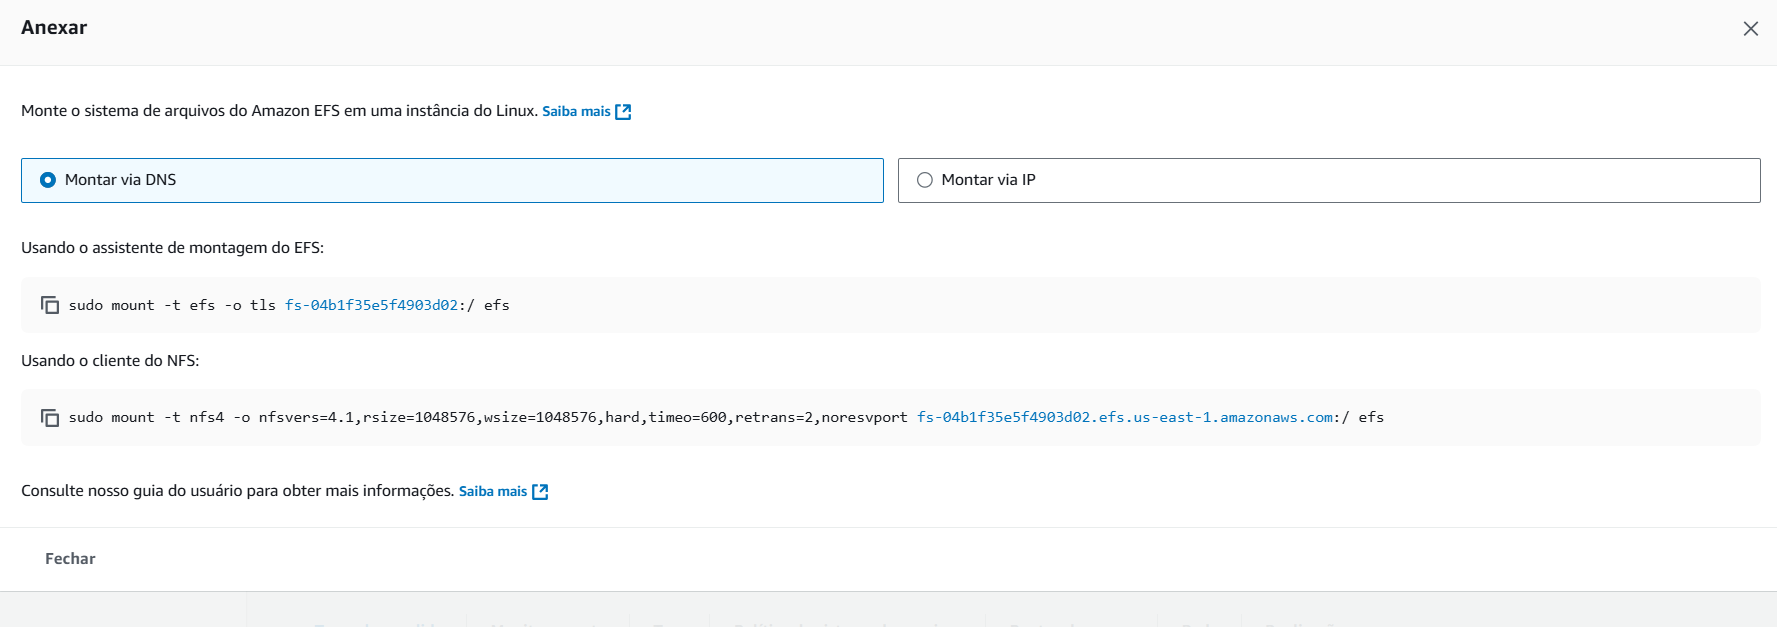 Anexar
Monte o sistema de arquivos do Amazon EFS em uma instância do Linux. Saiba mais
Montar via DNS
Montar via IP
Usando o assistente de montagem do EFS:
sudo mount -t efs -o tls fs-04b1f35e5f4903d02:/ efs
Usando o cliente do NFS:
sudo mount -t nfs4 -o nfsvers=4.1,rsize=1048576,wsize=1048576,hard,timeo=600,retrans=2,noresvport fs-04b1f35e5f4903d02.efs.us-east-1.amazonaws.com:/ efs
Consulte nosso guia do usuário para obter mais informações. Saiba mais
Fechar